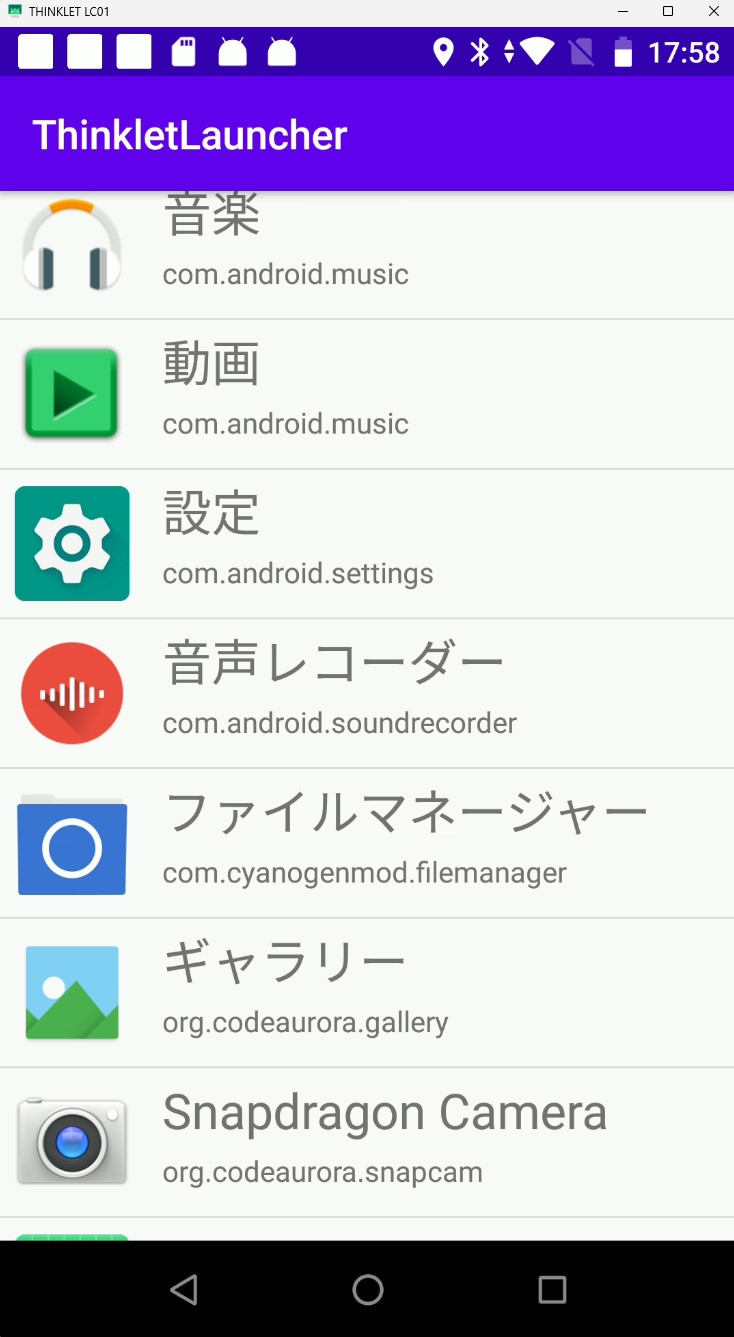 THINKLET LC01
17:58
ThinkletLauncher
音楽
com.android.music
動画
com.android.music
設定
com.android.settings
音声レコーダー
com.android.soundrecorder
ファイルマネージャー
com.cyanogenmod.filemanager
ギャラリー
org.codeaurora.gallery
Snapdragon Camera
org.codeaurora.snapcam